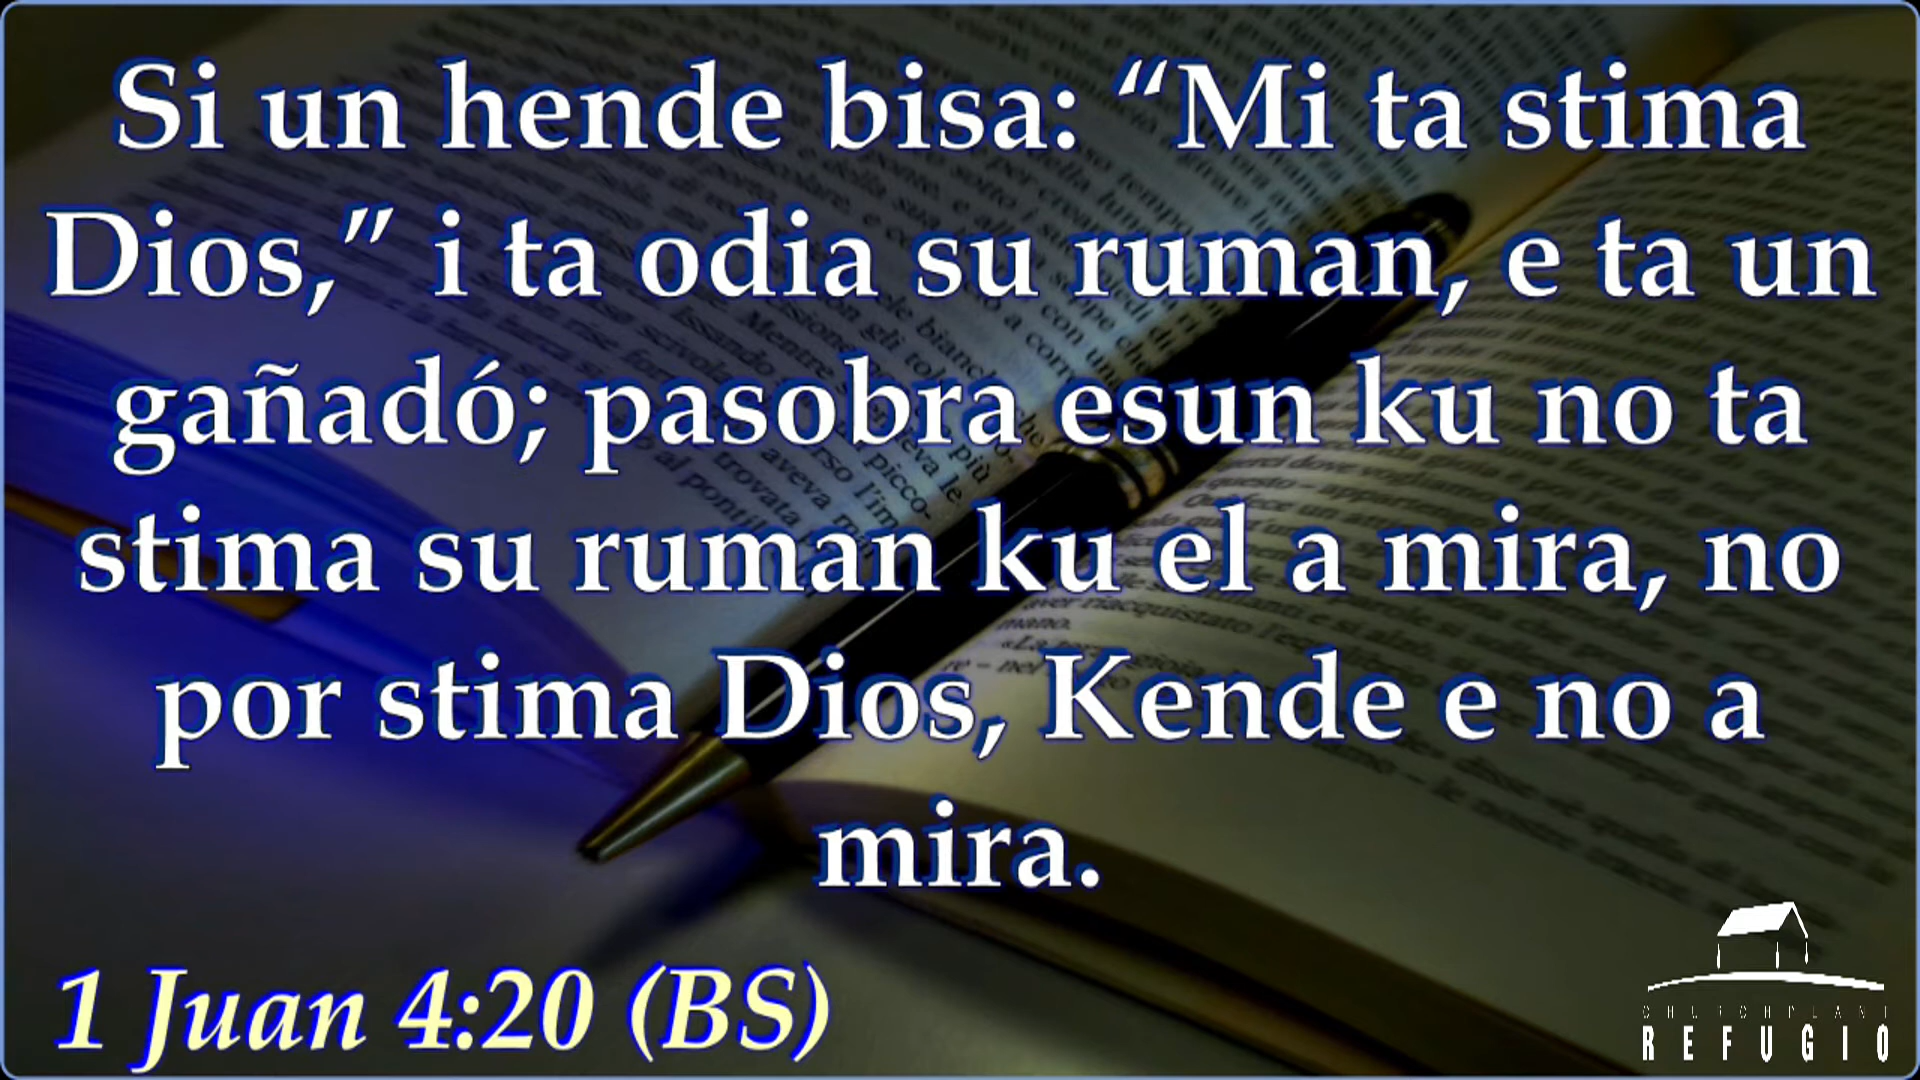 Si un hende bisa: “Mi ta stima
Dios,” i ta odia su ruman, e ta un
gañadó; pasobra esun ku no ta
stima su ruman ku el a mira, no
por stima Dios, Kende e no a
mira.
1 Juan 4:20 (BS)
CHURCHPLANT
REFUGIO